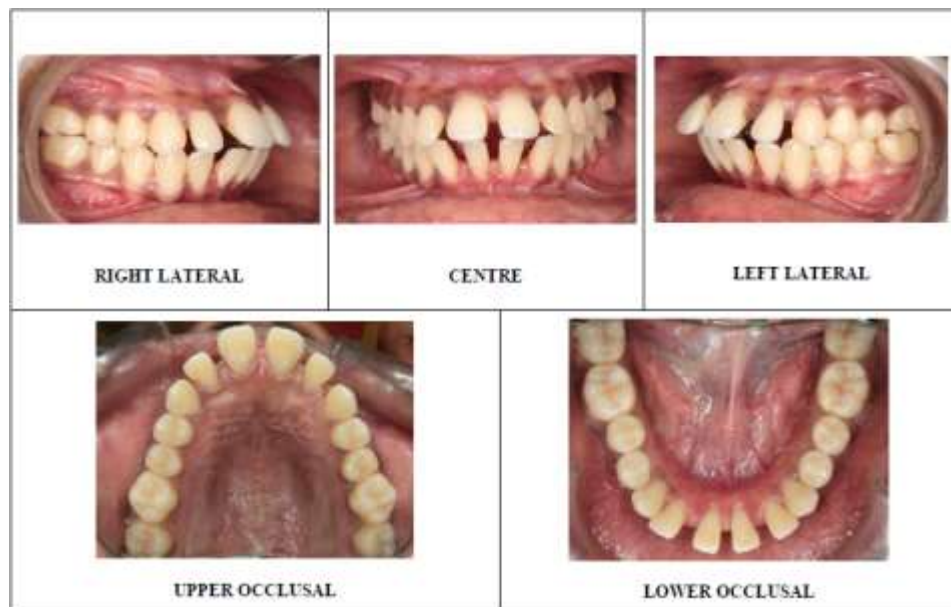 RIGHT LATERAL
CENTRE
LEFT LATERAL
UPPER OCCLUSAL
LOWER OCCLUSAL